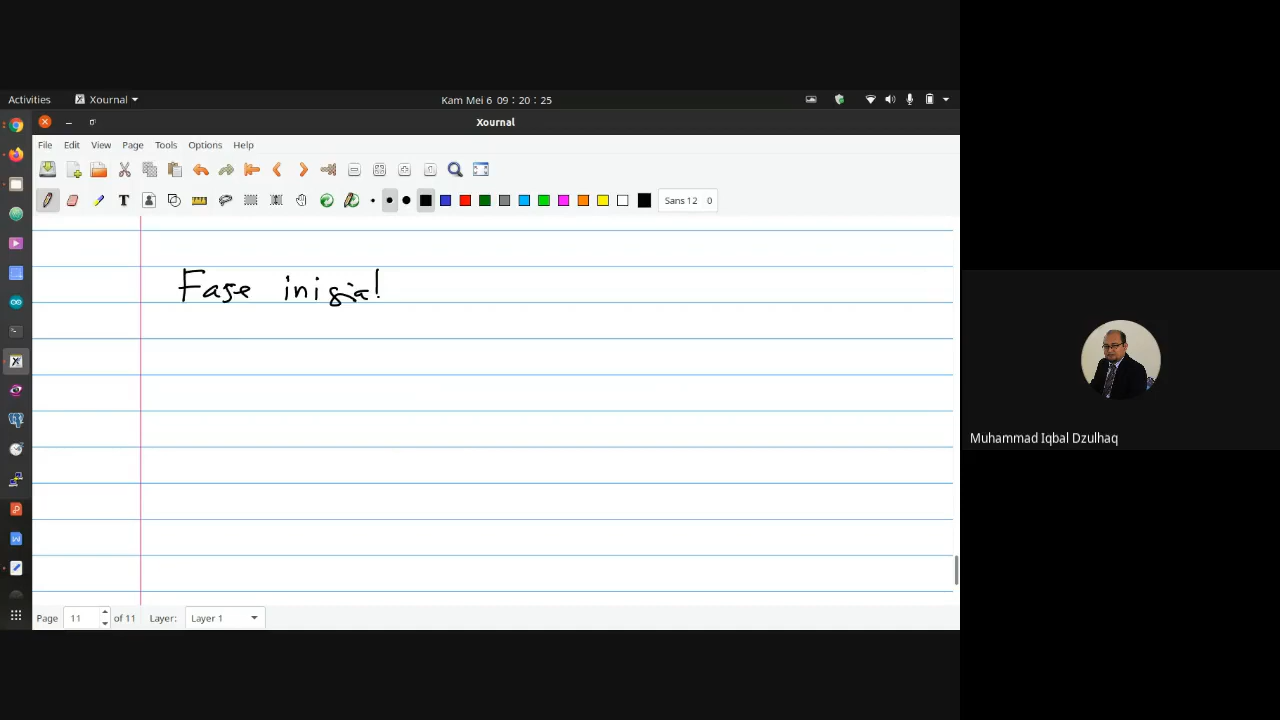 Activities Xournal Kam Mei 6 09 : 20 : 25
Xournal
File Edit View Page Tools Options Help
Sans 12 0
Fase inisial
Muhammad Iqbal Dzulhaq
Page 11 of 11 Layer: Layer 1